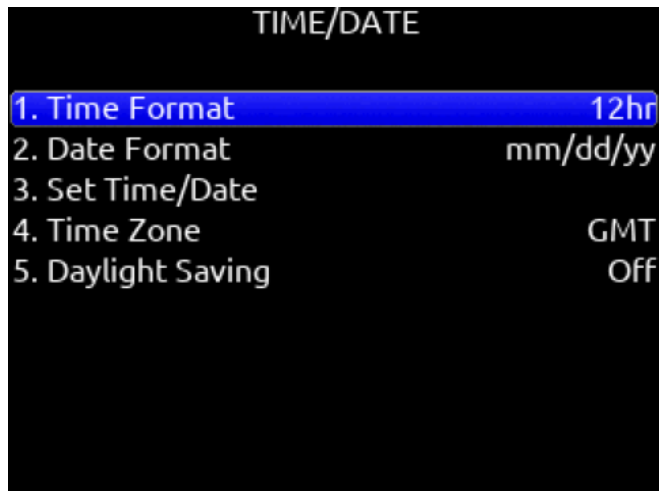 TIME/DATE
1. Time Format 12hr
2. Date Format mm/dd/yy
3. Set Time/Date
4. Time Zone GMT
5. Daylight Saving Off